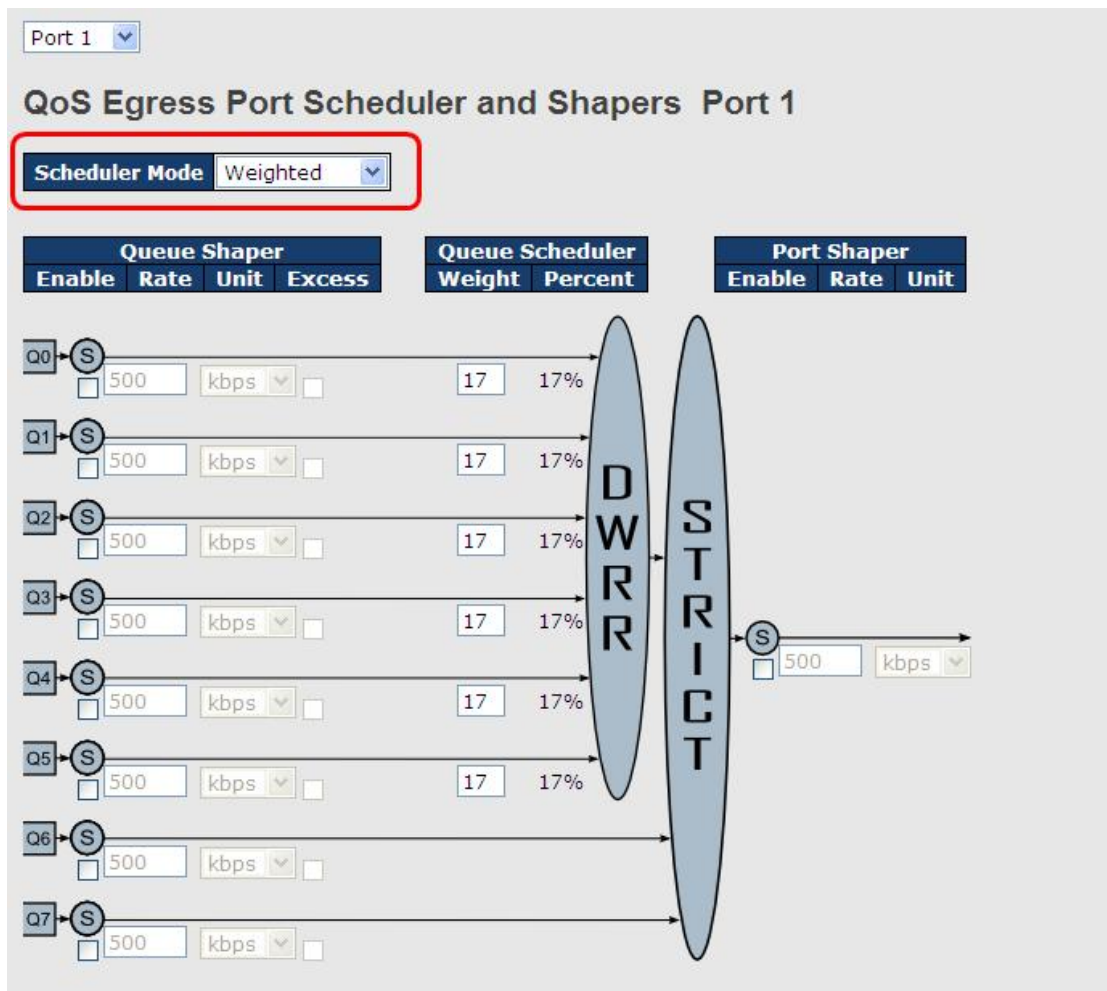 Port 1
QoS Egress Port Scheduler and Shapers Port 1
Scheduler Mode Weighted
Queue Shaper Queue Scheduler Port Shaper
Enable Rate Unit Excess Weight Percent Enable Rate Unit
Q0 S
500 kbps 17 17%
Q1 S
500 kbps 17 17%
Q2 S
500 kbps 17 17%
Q3 S
500 kbps 17 17%
Q4 S
500 kbps 17 17%
Q5 S
500 kbps 17 17%
Q6 S
500 kbps
Q7 S
500 kbps
DWRR
STRICT
S
500 kbps